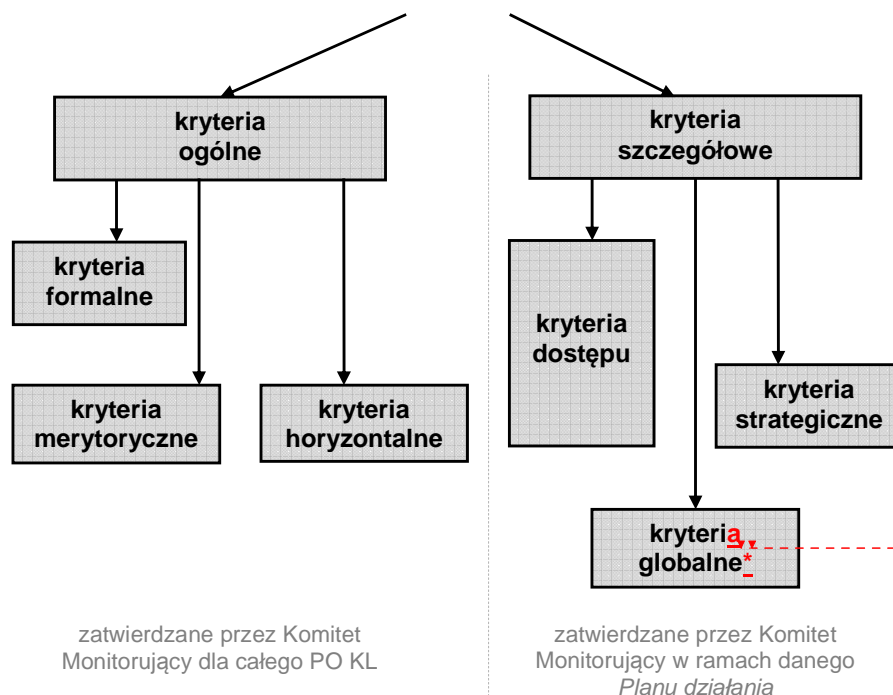 kryteria
ogólne
kryteria
szczegółowe
kryteria
formalne
kryteria
dostępu
kryteria
merytoryczne
kryteria
horyzontalne
kryteria
strategiczne
kryteria
globalne*
zatwierdzane przez Komitet
Monitorujący dla całego PO KL
zatwierdzane przez Komitet
Monitorujący w ramach danego
Planu działania